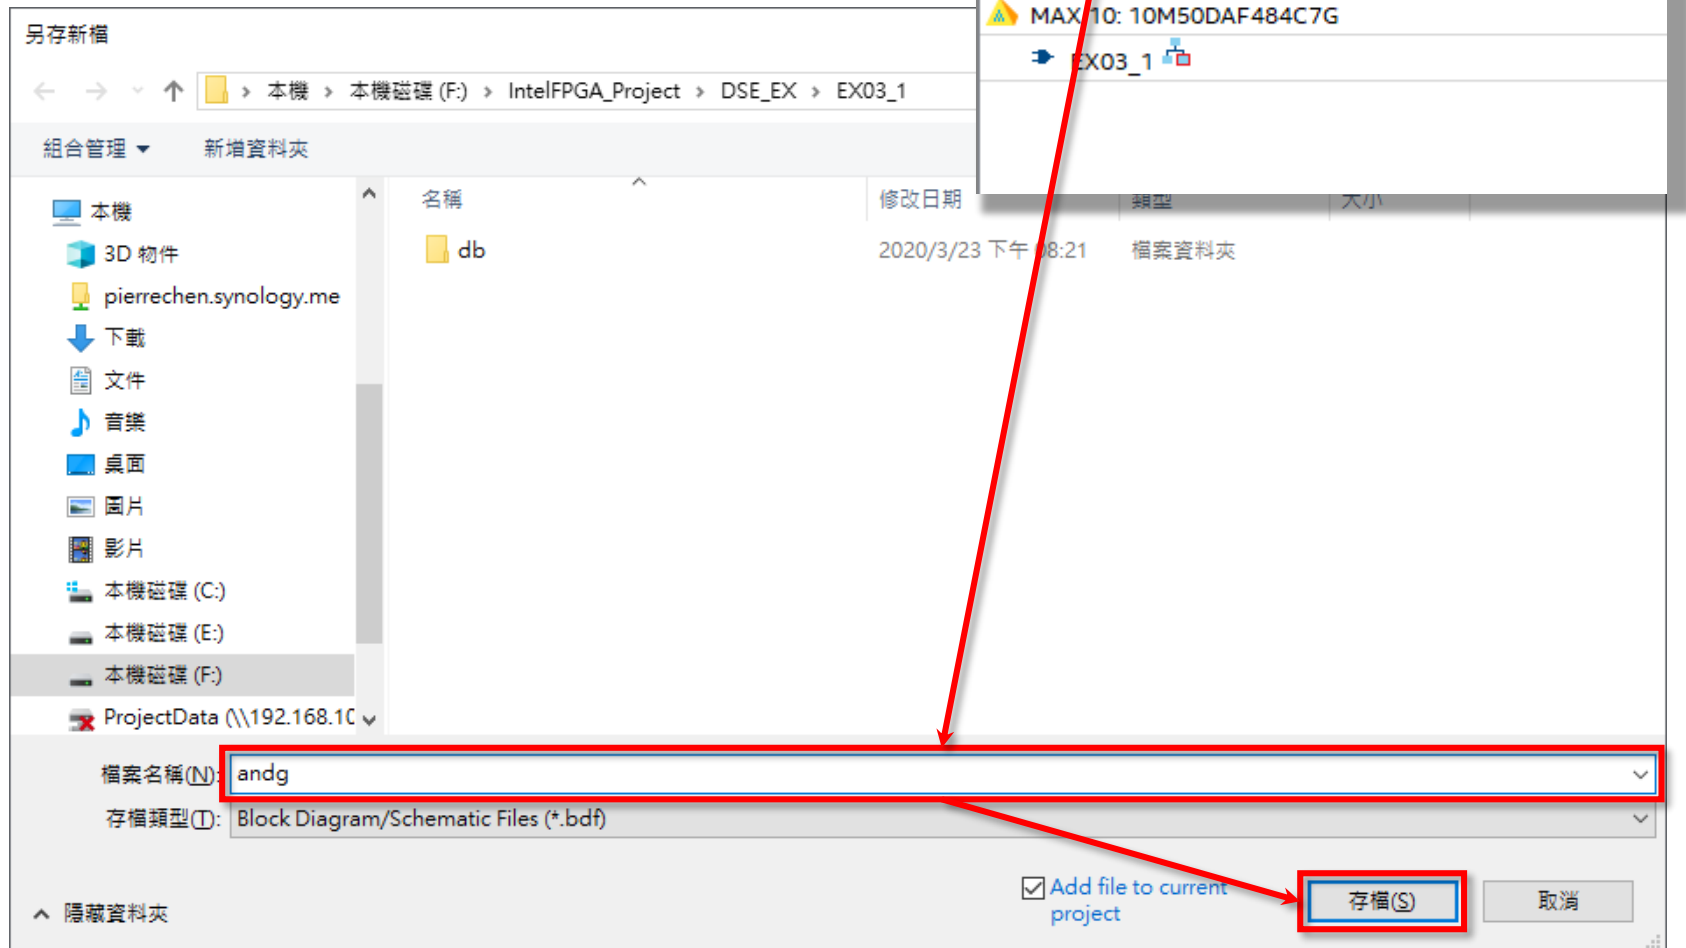 另存新檔
MAX 10: 10M50DAF484C7G
EX03_1
本機 › 本機磁碟 (F:) › IntelFPGA_Project › DSE_EX › EX03_1
組合管理 新增資料夾
名稱 修改日期 類型 大小
本機
db 2020/3/23 下午 08:21 檔案資料夾
3D 物件
pierrechen.synology.me
下載
文件
音樂
桌面
圖片
影片
本機磁碟 (C:)
本機磁碟 (E:)
本機磁碟 (F:)
ProjectData (\\192.168.10
檔案名稱(N): andg
存檔類型(T): Block Diagram/Schematic Files (*.bdf)
Add file to current
project
存檔(S) 取消
隱藏資料夾